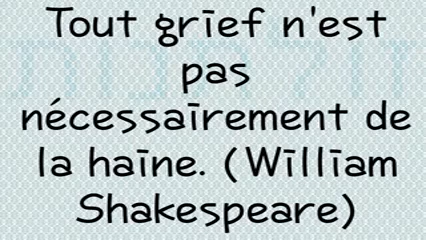 Tout grief n'est
pas
nécessairement de
la haine. (William
Shakespeare)